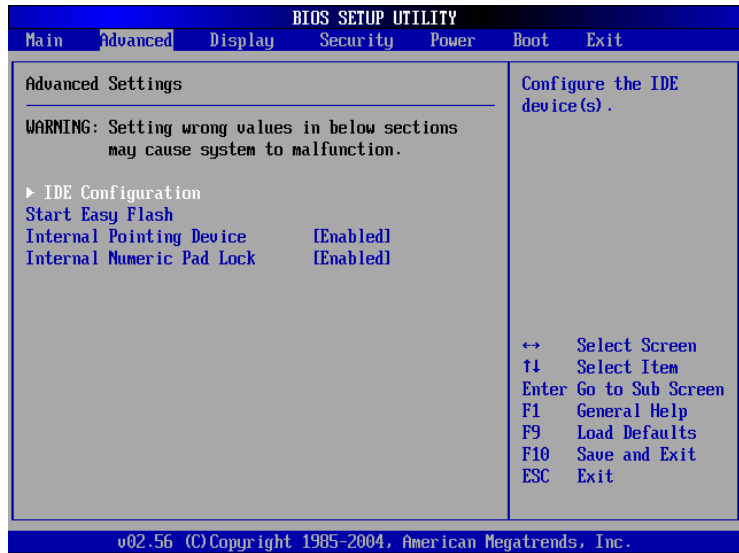 BIOS SETUP UTILITY
Main Advanced Display Security Power Boot Exit
Advanced Settings
WARNING: Setting wrong values in below sections
may cause system to malfunction.
▶ IDE Configuration
Start Easy Flash
Internal Pointing Device [Enabled]
Internal Numeric Pad Lock [Enabled]
Configure the IDE
device(s).
↔ Select Screen
↑↓ Select Item
Enter Go to Sub Screen
F1 General Help
F9 Load Defaults
F10 Save and Exit
ESC Exit
v02.56 (C)Copyright 1985-2004, American Megatrends, Inc.